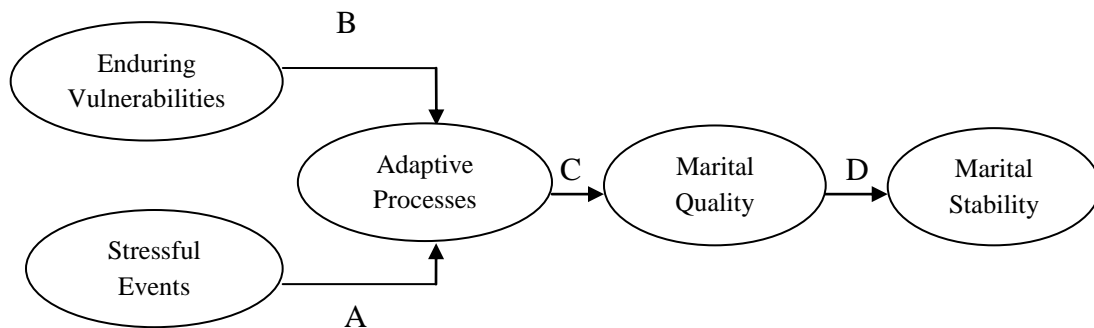 B
Enduring
Vulnerabilities
Adaptive
Processes
C
Marital
Quality
D
Marital
Stability
Stressful
Events
A